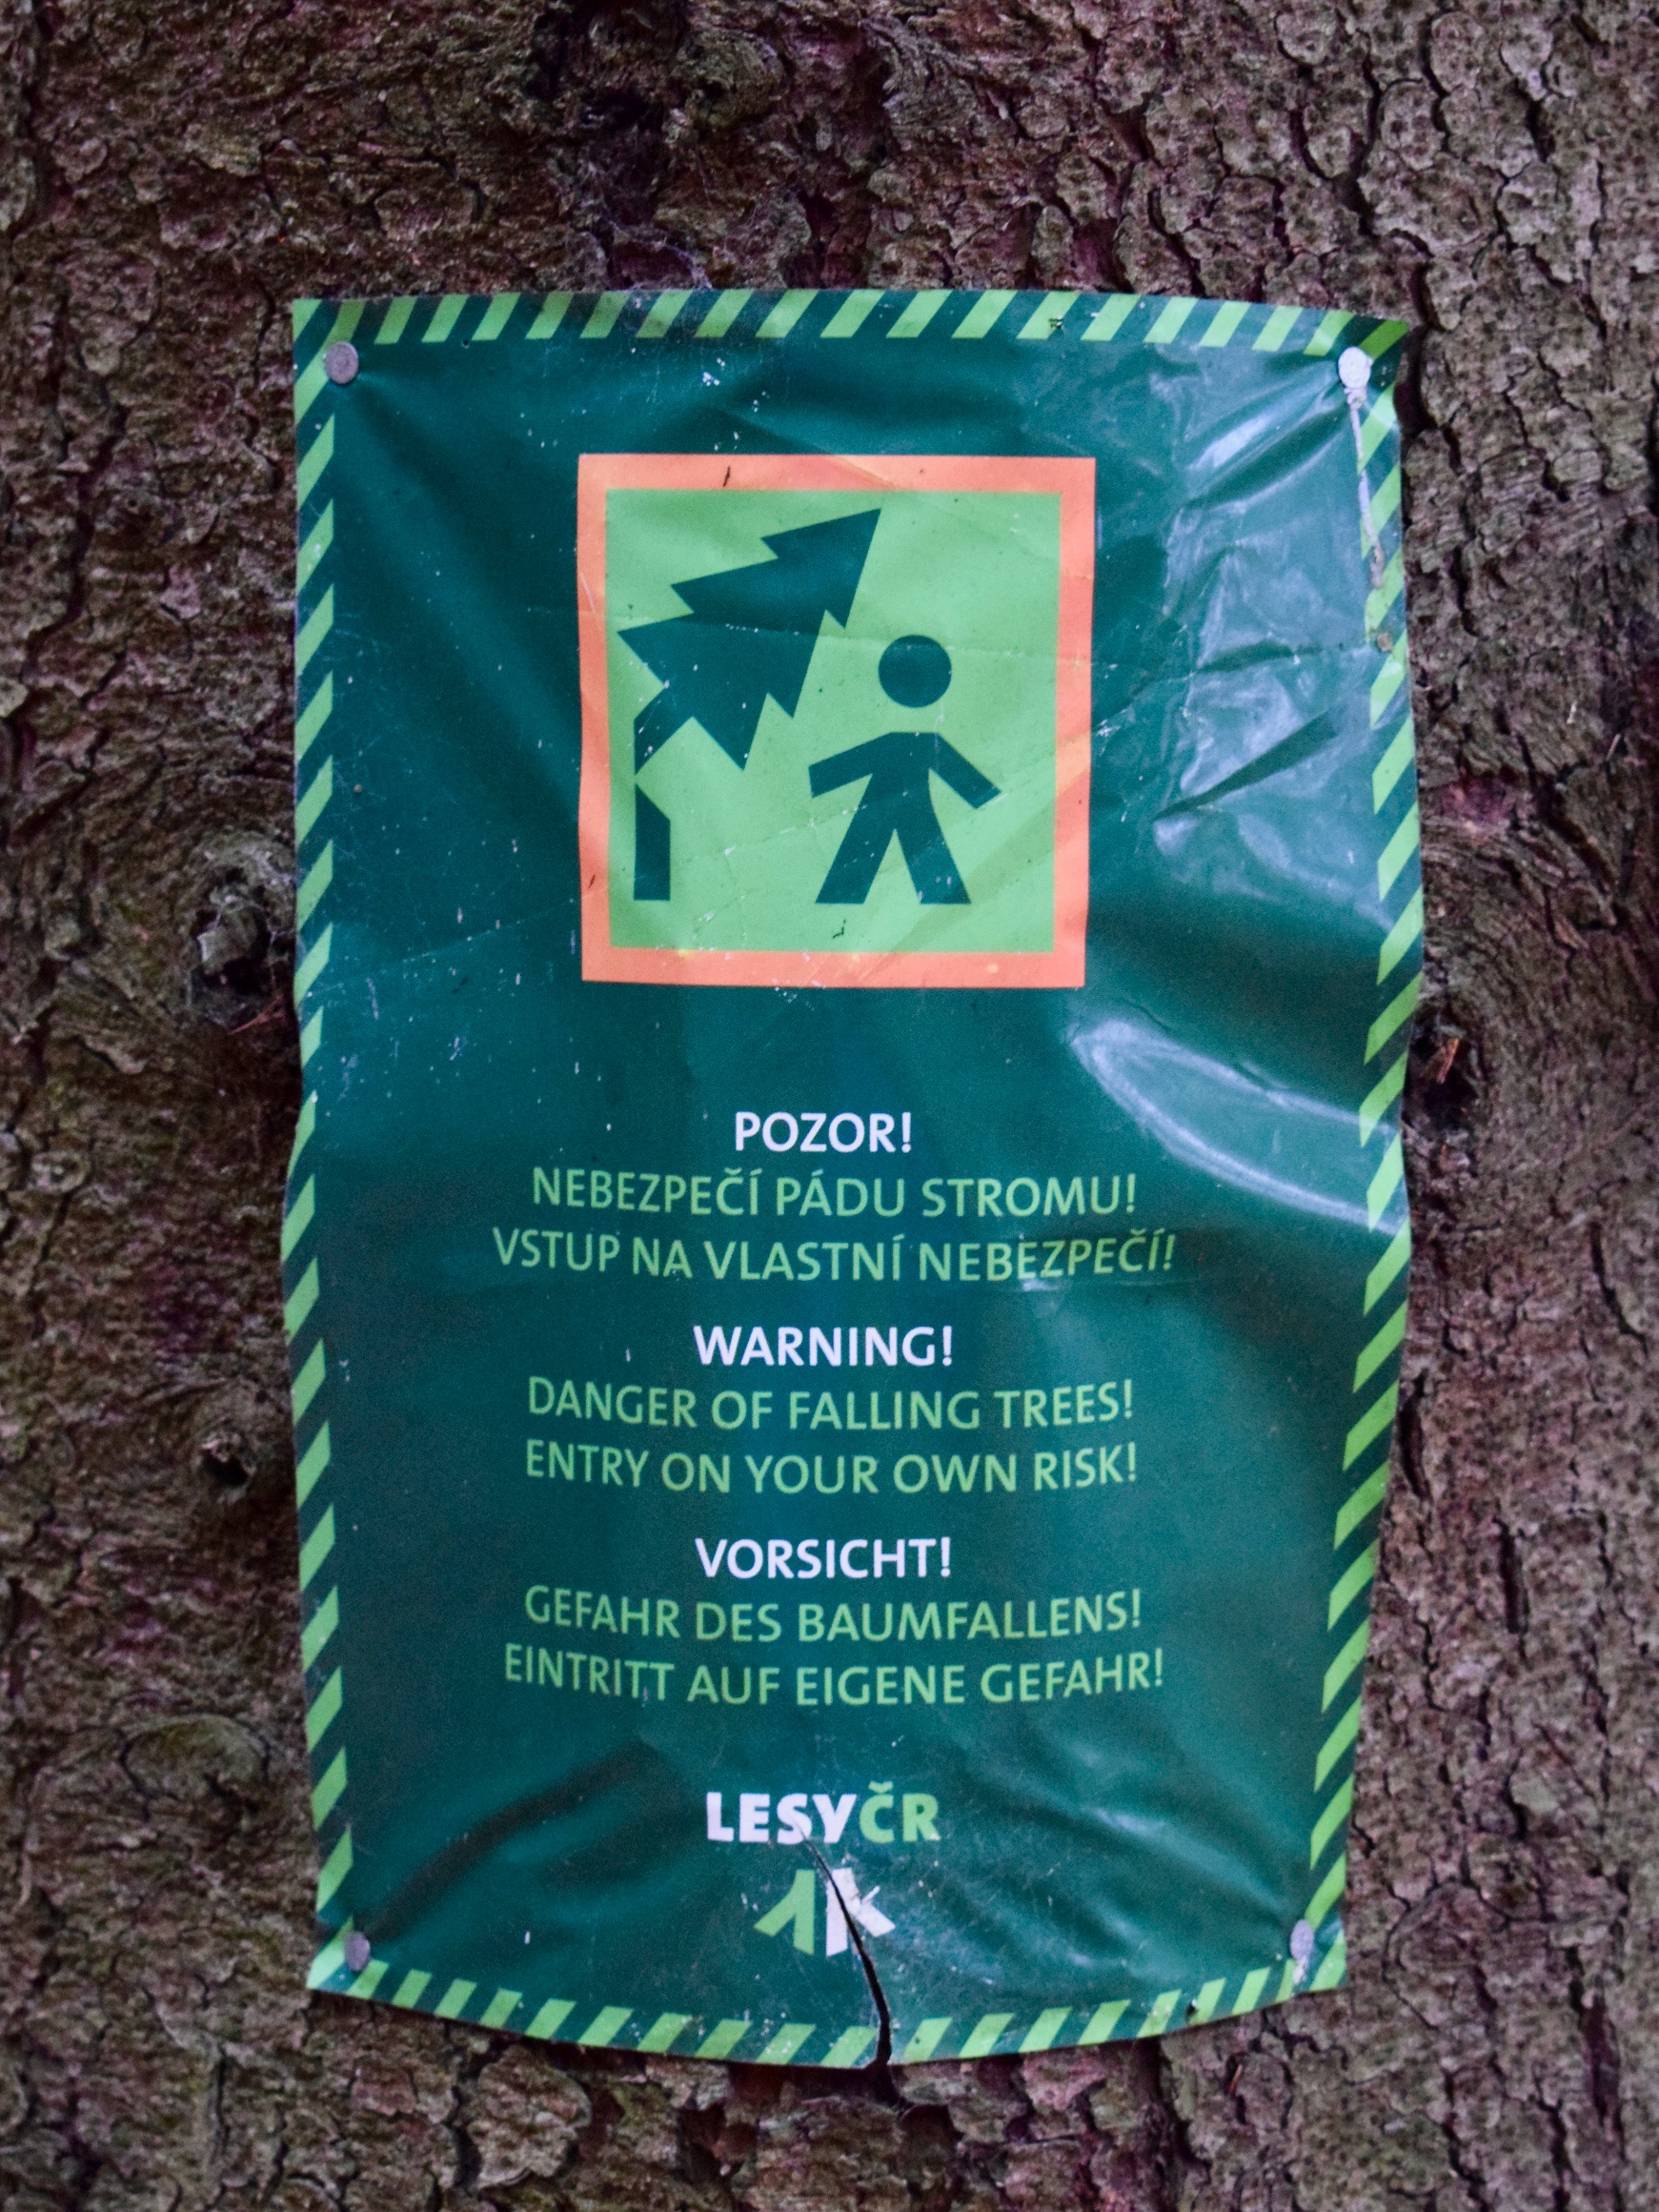 POZOR!
NEBEZPEČÍ PÁDU STROMU!
VSTUP NA VLASTNÍ NEBEZPEČÍ!
WARNING!
DANGER OF FALLING TREES!
ENTRY ON YOUR OWN RISK!
VORSICHT!
GEFAHR DES BAUMFALLENS!
EINTRITT AUF EIGENE GEFAHR!
LESYČR